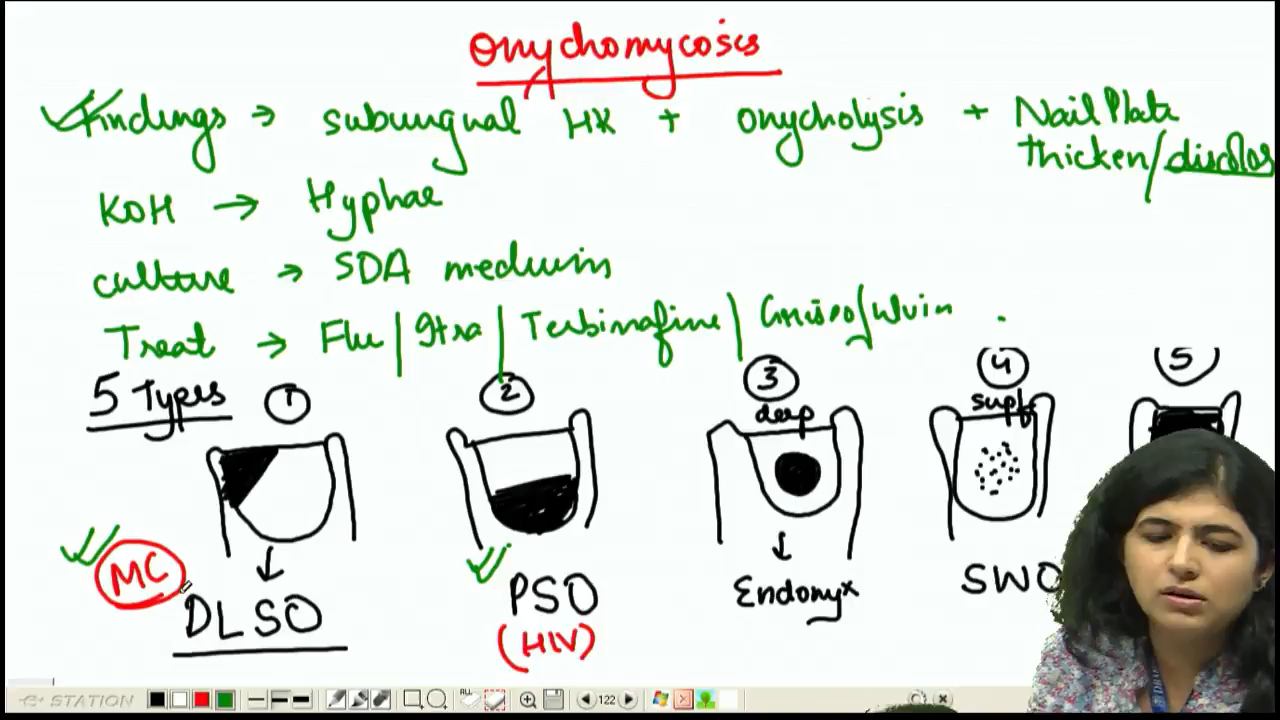 Onychomycosis
Findings → subungual HK + onycholysis + Nail Plate
thicken/discolor
KOH → Hyphae
culture → SDA medium
Treat → Flu / Itra / Terbinafine / Griseofulvin
5 Types ① ② ③ ④ ⑤
deep supf
MC
DLSO PSO Endonyx SWO
(HIV)
STATION
122